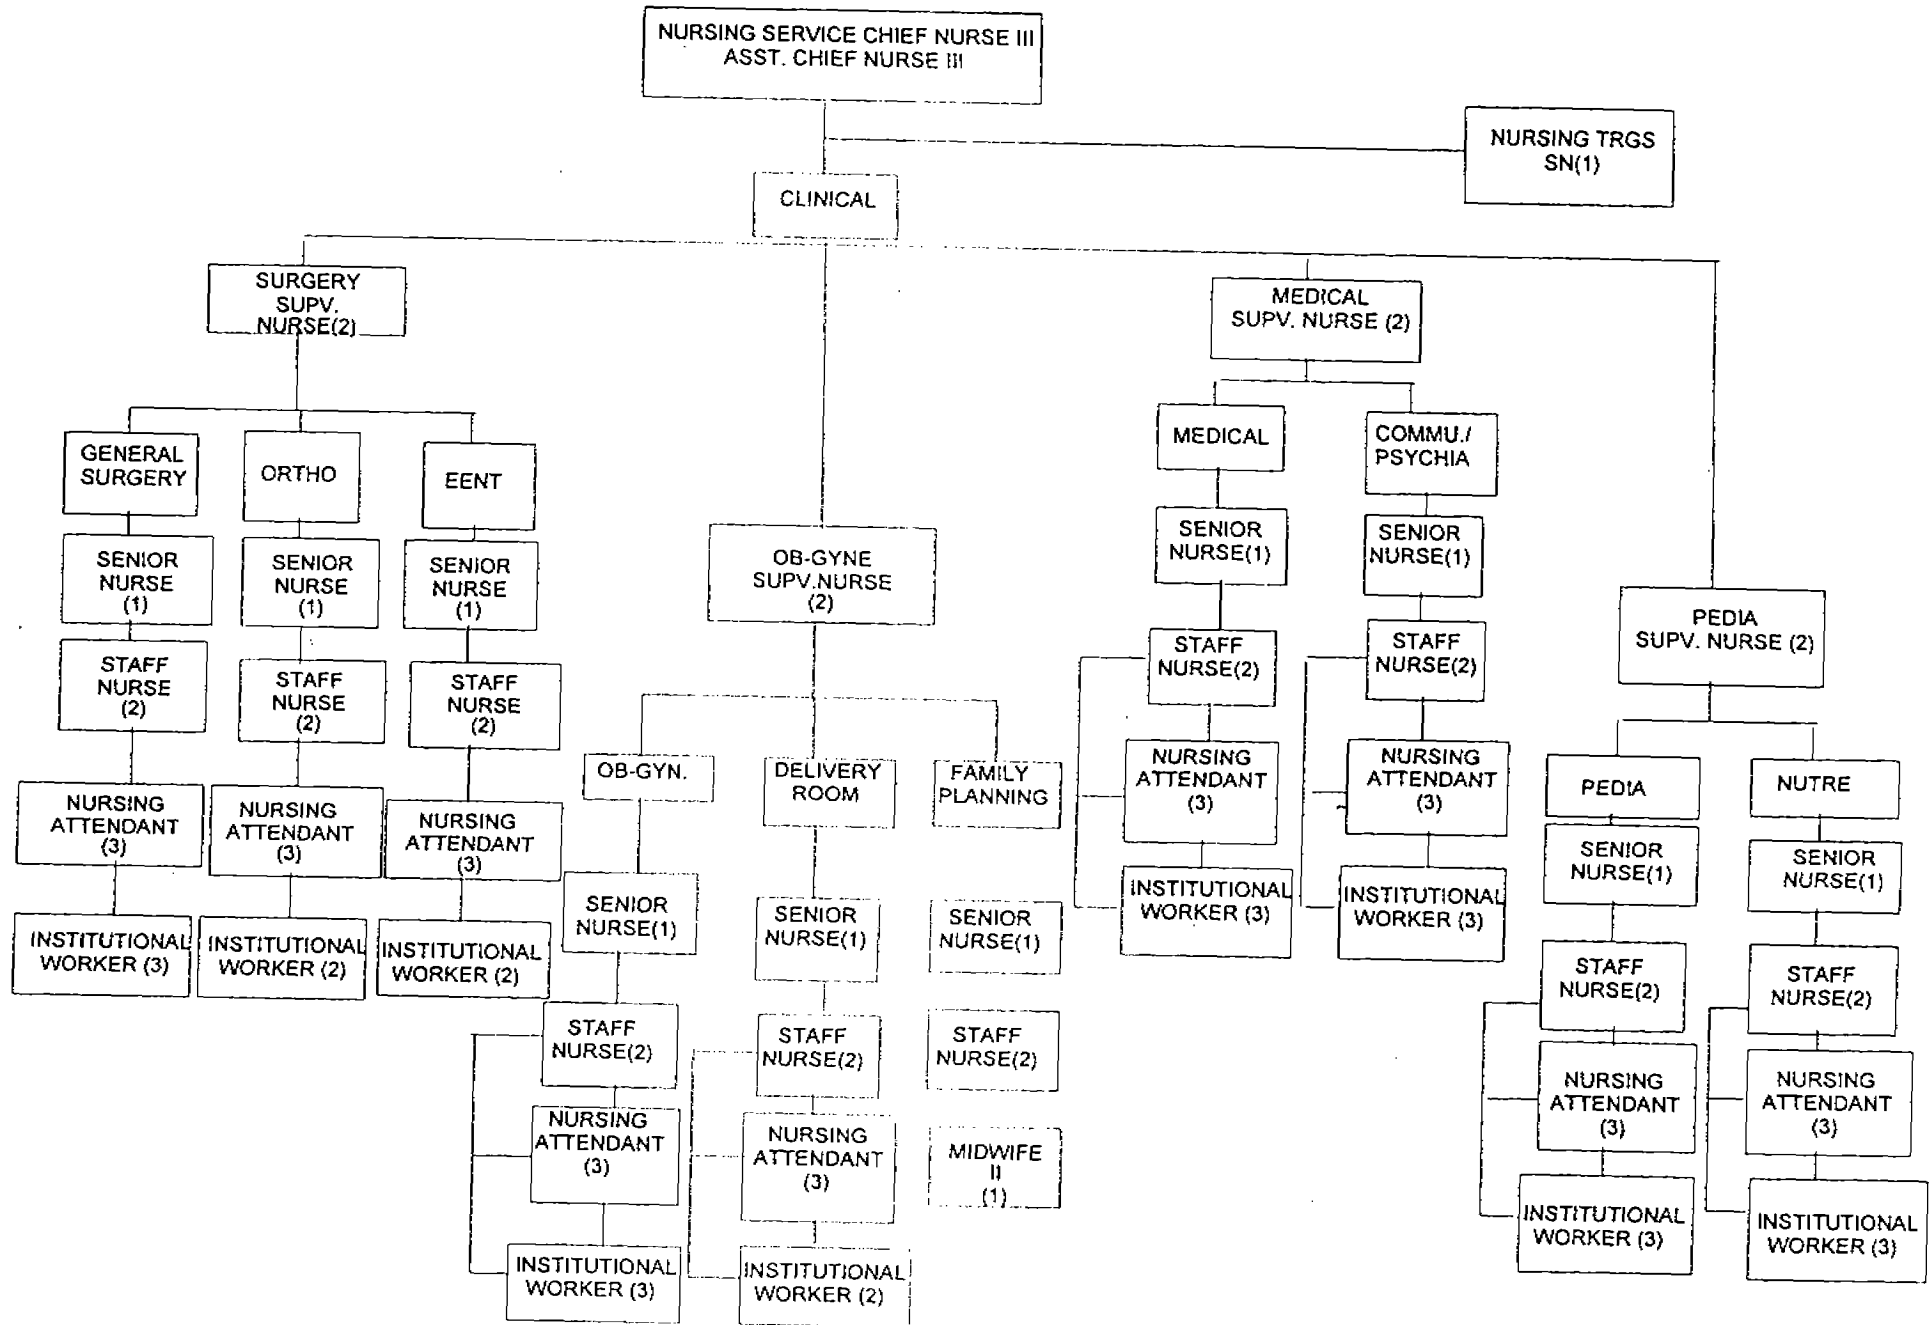 NURSING SERVICE CHIEF NURSE III
ASST. CHIEF NURSE III
NURSING TRGS
SN(1)
CLINICAL
SURGERY
SUPV.
NURSE(2)
GENERAL
SURGERY
SENIOR
NURSE
(1)
STAFF
NURSE
(2)
NURSING
ATTENDANT
(3)
INSTITUTIONAL
WORKER (3)
ORTHO
SENIOR
NURSE
(1)
STAFF
NURSE
(2)
NURSING
ATTENDANT
(3)
INSTITUTIONAL
WORKER (2)
EENT
SENIOR
NURSE
(1)
STAFF
NURSE
(2)
NURSING
ATTENDANT
(3)
INSTITUTIONAL
WORKER (2)
OB-GYNE
SUPV.NURSE
(2)
OB-GYN.
SENIOR
NURSE(1)
STAFF
NURSE(2)
NURSING
ATTENDANT
(3)
INSTITUTIONAL
WORKER (3)
DELIVERY
ROOM
SENIOR
NURSE(1)
STAFF
NURSE(2)
NURSING
ATTENDANT
(3)
INSTITUTIONAL
WORKER (2)
FAMILY
PLANNING
SENIOR
NURSE(1)
STAFF
NURSE(2)
MIDWIFE
II
(1)
MEDICAL
SUPV. NURSE (2)
MEDICAL
SENIOR
NURSE(1)
STAFF
NURSE(2)
NURSING
ATTENDANT
(3)
INSTITUTIONAL
WORKER (3)
COMMU./
PSYCHIA
SENIOR
NURSE(1)
STAFF
NURSE(2)
NURSING
ATTENDANT
(3)
INSTITUTIONAL
WORKER (3)
PEDIA
SUPV. NURSE (2)
PEDIA
SENIOR
NURSE(1)
STAFF
NURSE(2)
NURSING
ATTENDANT
(3)
INSTITUTIONAL
WORKER (3)
NUTRE
SENIOR
NURSE(1)
STAFF
NURSE(2)
NURSING
ATTENDANT
(3)
INSTITUTIONAL
WORKER (3)